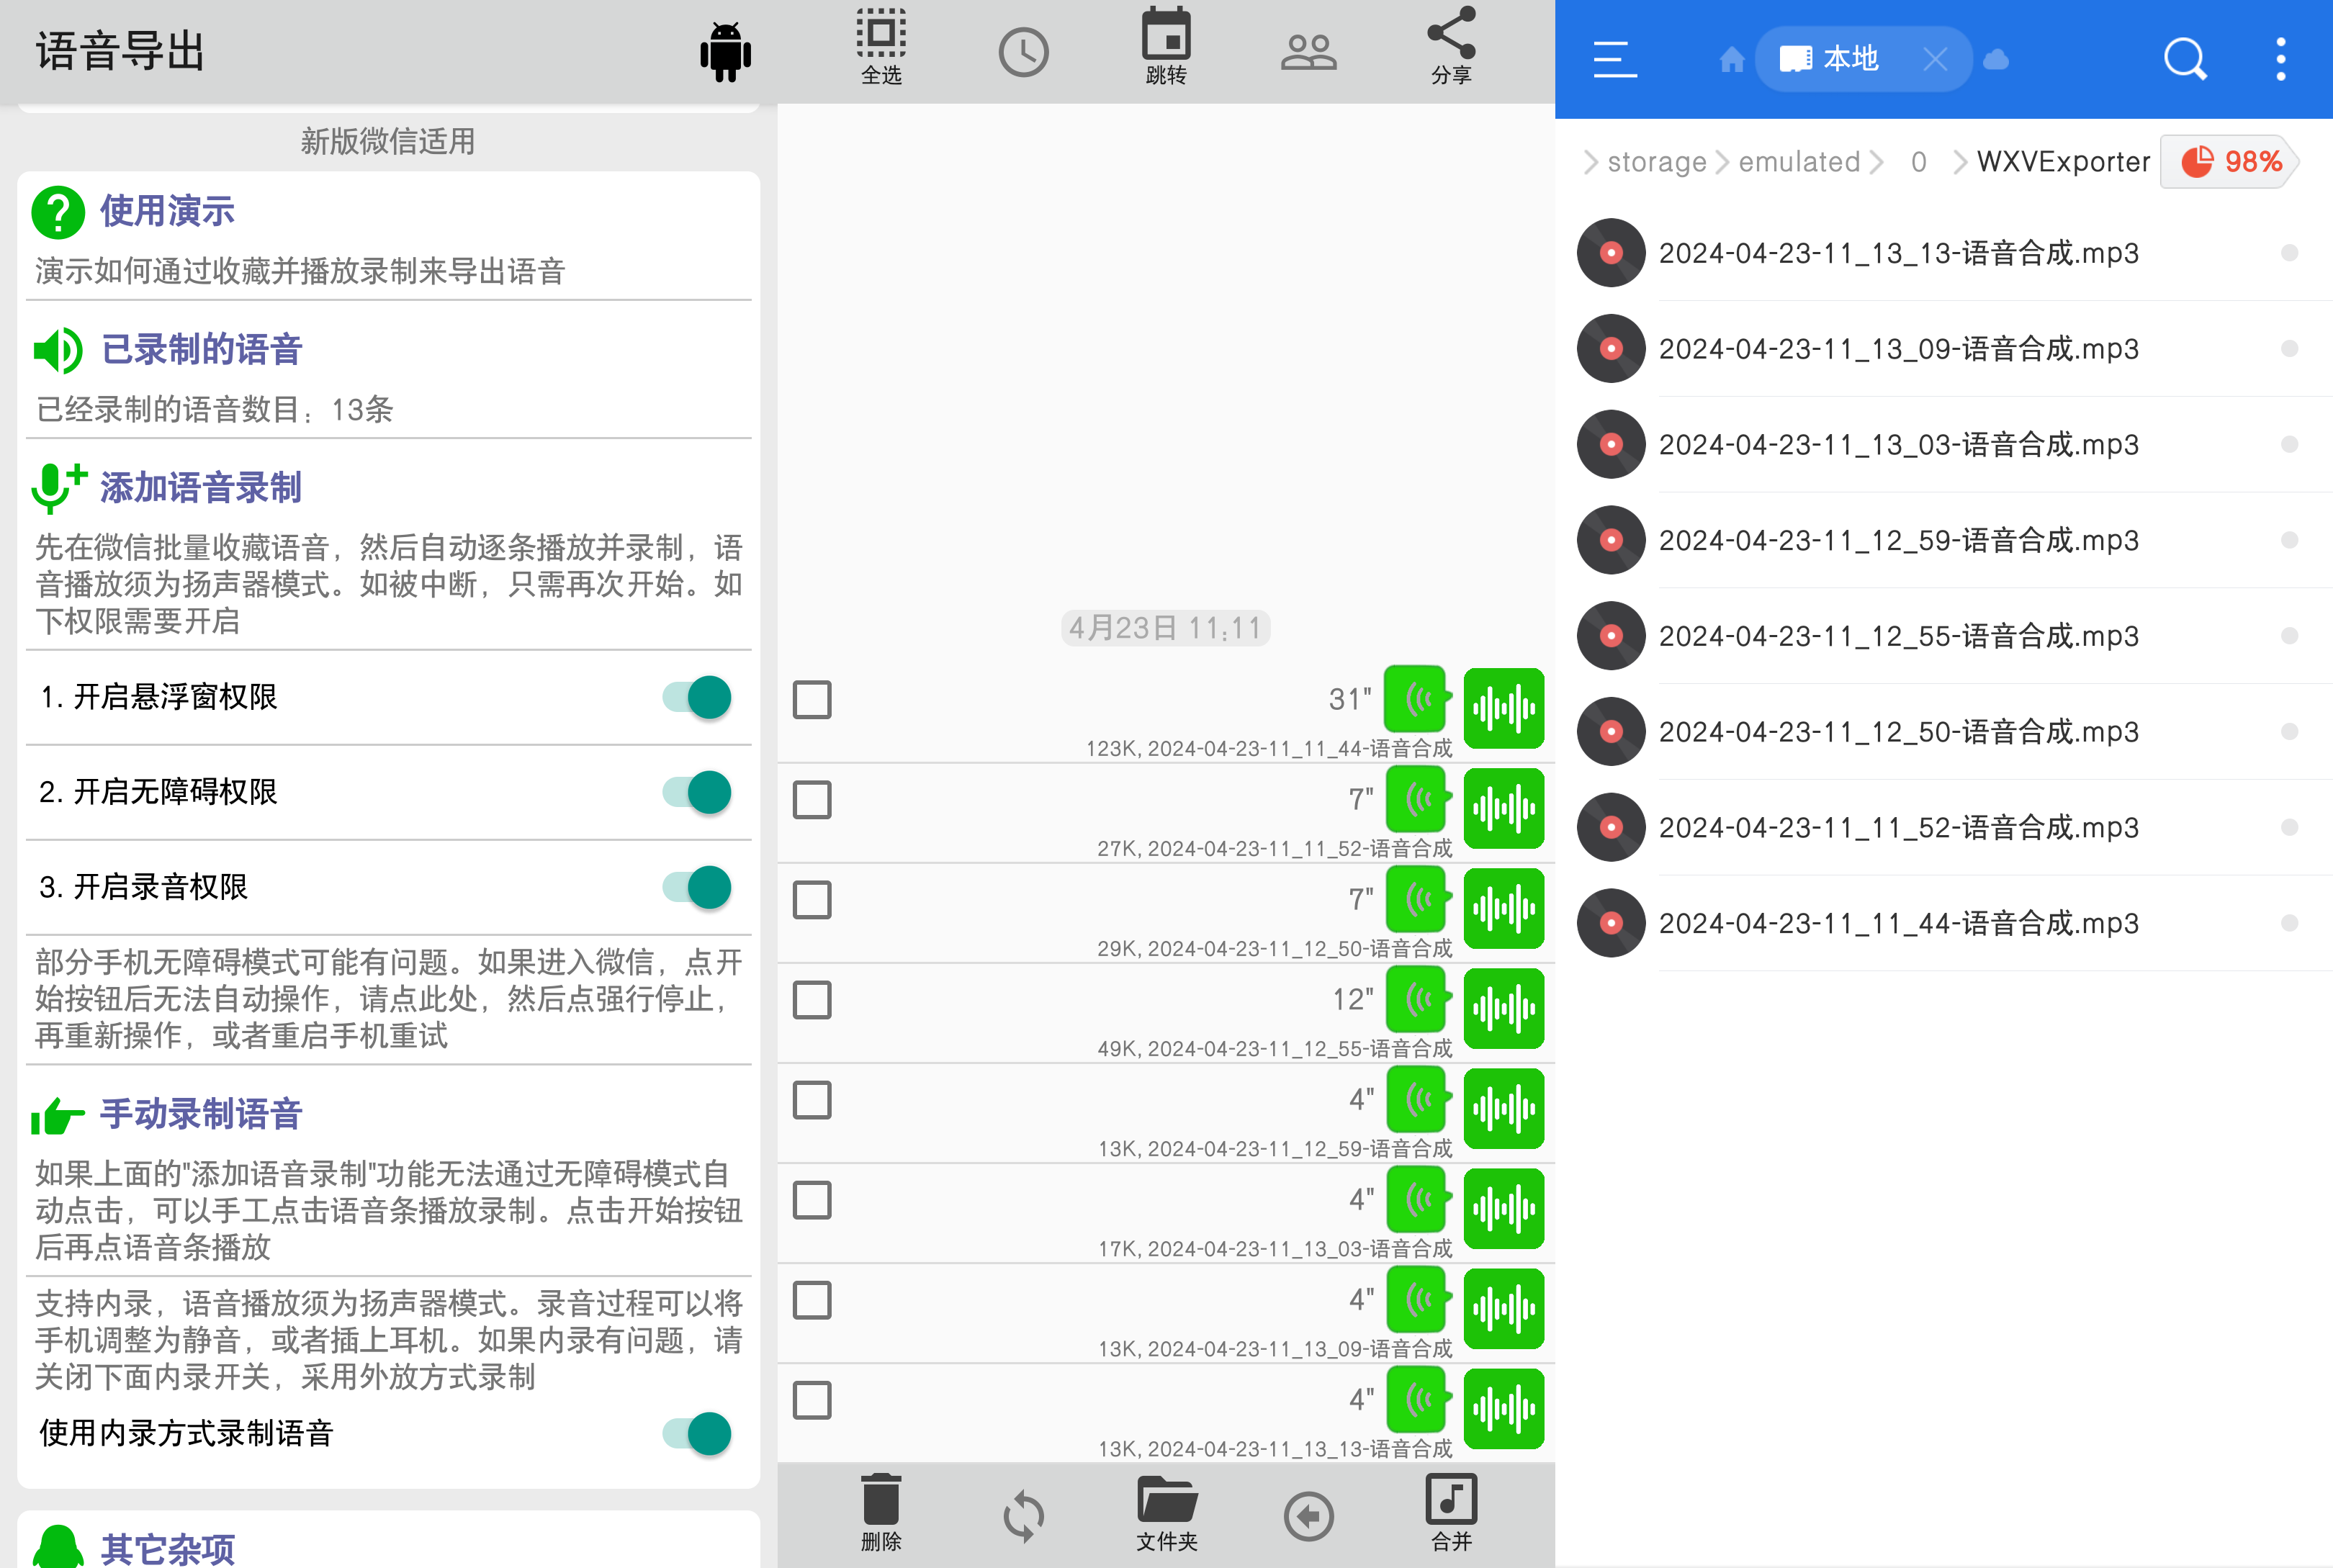 语音导出
新版微信适用
使用演示
演示如何通过收藏并播放录制来导出语音
已录制的语音
已经录制的语音数目：13条
添加语音录制
先在微信批量收藏语音，然后自动逐条播放并录制，语
音播放须为扬声器模式。如被中断，只需再次开始。如
下权限需要开启
1. 开启悬浮窗权限
2. 开启无障碍权限
3. 开启录音权限
部分手机无障碍模式可能有问题。如果进入微信，点开
始按钮后无法自动操作，请点此处，然后点强行停止，
再重新操作，或者重启手机重试
手动录制语音
如果上面的"添加语音录制"功能无法通过无障碍模式自
动点击，可以手工点击语音条播放录制。点击开始按钮
后再点语音条播放
支持内录，语音播放须为扬声器模式。录音过程可以将
手机调整为静音，或者插上耳机。如果内录有问题，请
关闭下面内录开关，采用外放方式录制
使用内录方式录制语音
其它杂项
全选
跳转
分享
4月23日 11:11
31"
123K, 2024-04-23-11_11_44-语音合成
7"
27K, 2024-04-23-11_11_52-语音合成
7"
29K, 2024-04-23-11_12_50-语音合成
12"
49K, 2024-04-23-11_12_55-语音合成
4"
13K, 2024-04-23-11_12_59-语音合成
4"
17K, 2024-04-23-11_13_03-语音合成
4"
13K, 2024-04-23-11_13_09-语音合成
4"
13K, 2024-04-23-11_13_13-语音合成
删除
文件夹
合并
本地
storage emulated 0 WXVExporter 98%
2024-04-23-11_13_13-语音合成.mp3
2024-04-23-11_13_09-语音合成.mp3
2024-04-23-11_13_03-语音合成.mp3
2024-04-23-11_12_59-语音合成.mp3
2024-04-23-11_12_55-语音合成.mp3
2024-04-23-11_12_50-语音合成.mp3
2024-04-23-11_11_52-语音合成.mp3
2024-04-23-11_11_44-语音合成.mp3